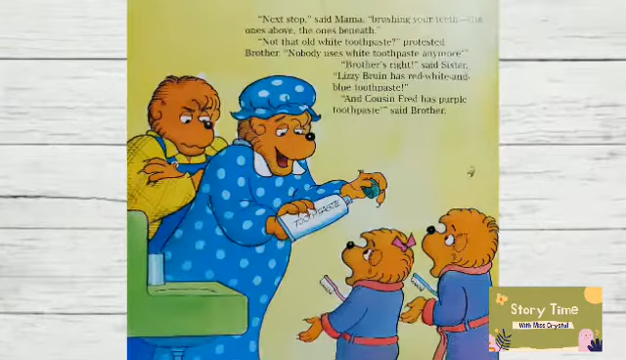 "Next stop," said Mama, "brushing your teeth—the
ones above, the ones beneath."
"Not that old white toothpaste?" protested
Brother. "Nobody uses white toothpaste anymore"
"Brother's right!" said Sister,
"Lizzy Bruin has red-white-and-
blue toothpaste!"
"And Cousin Fred has purple
toothpaste" said Brother.
TOOTHPASTE
Story Time
With Miss Crystal